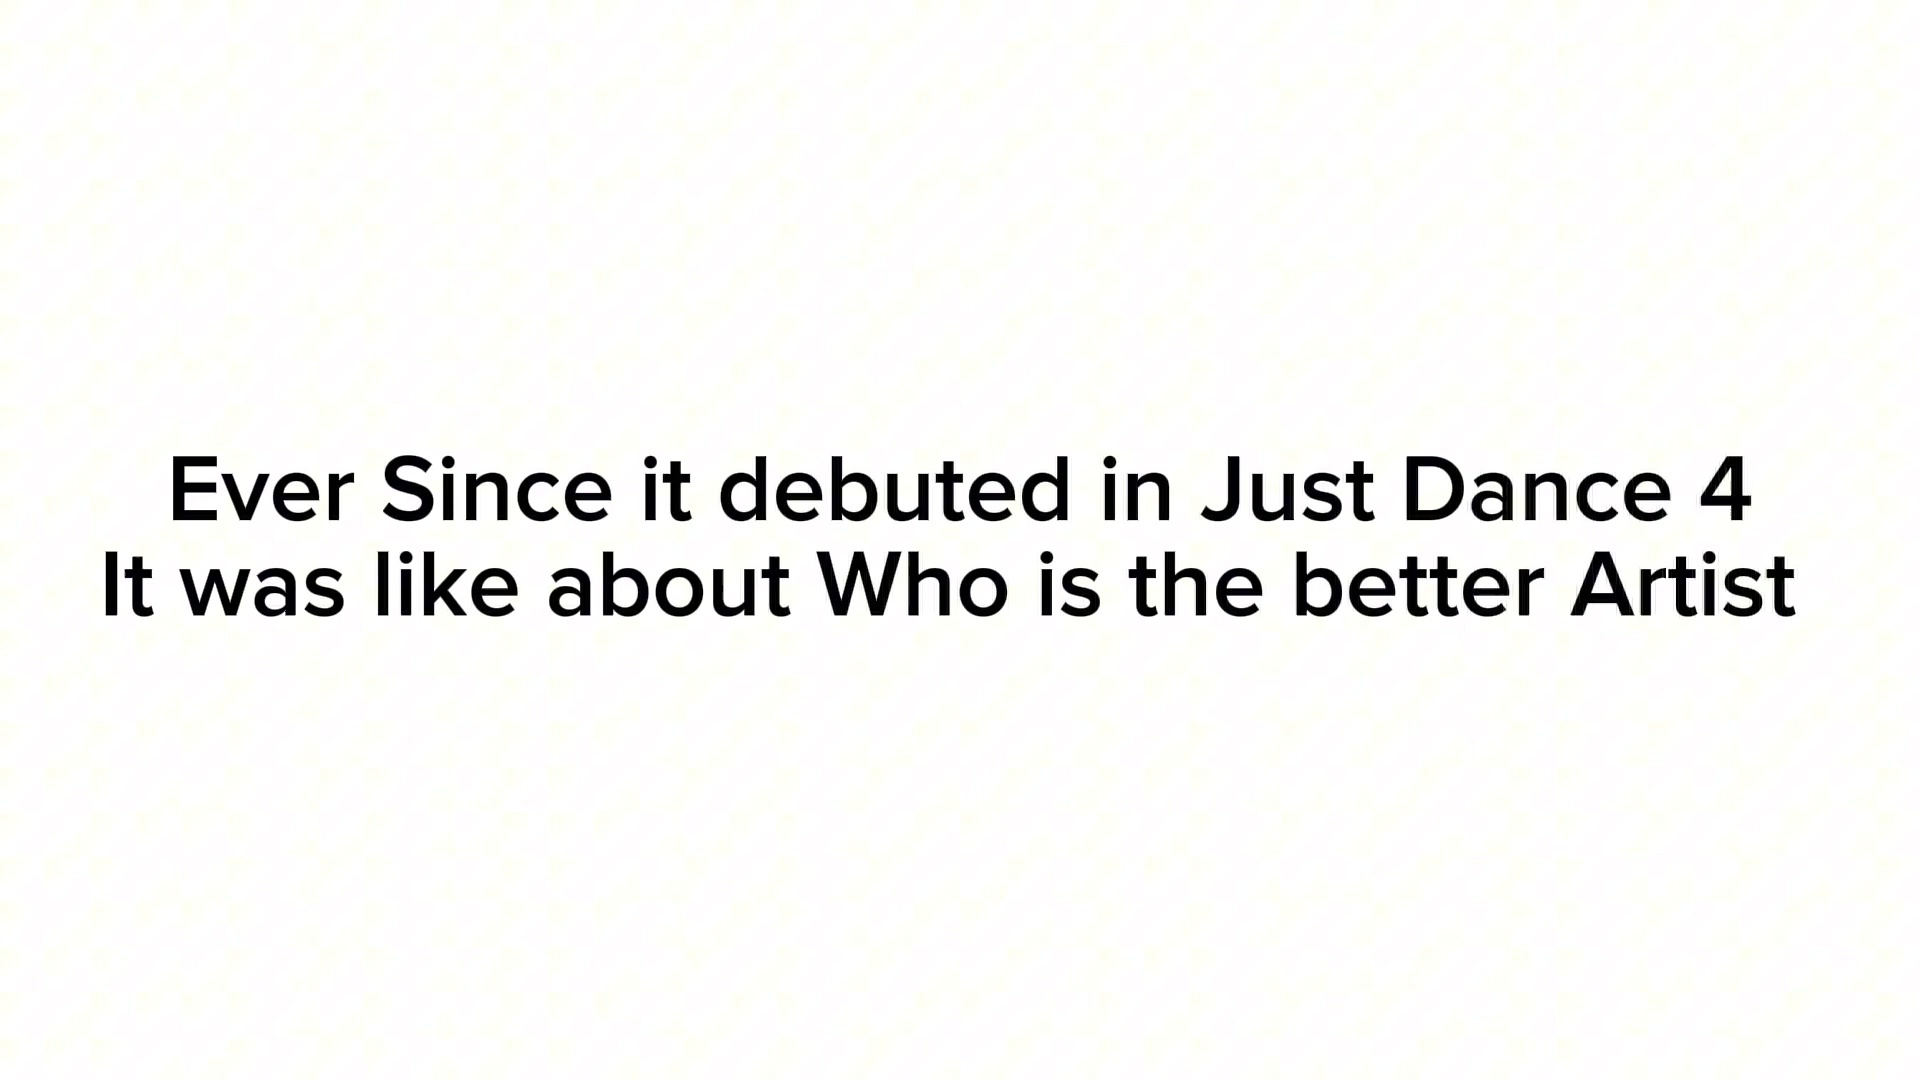 Ever Since it debuted in Just Dance 4
It was like about Who is the better Artist